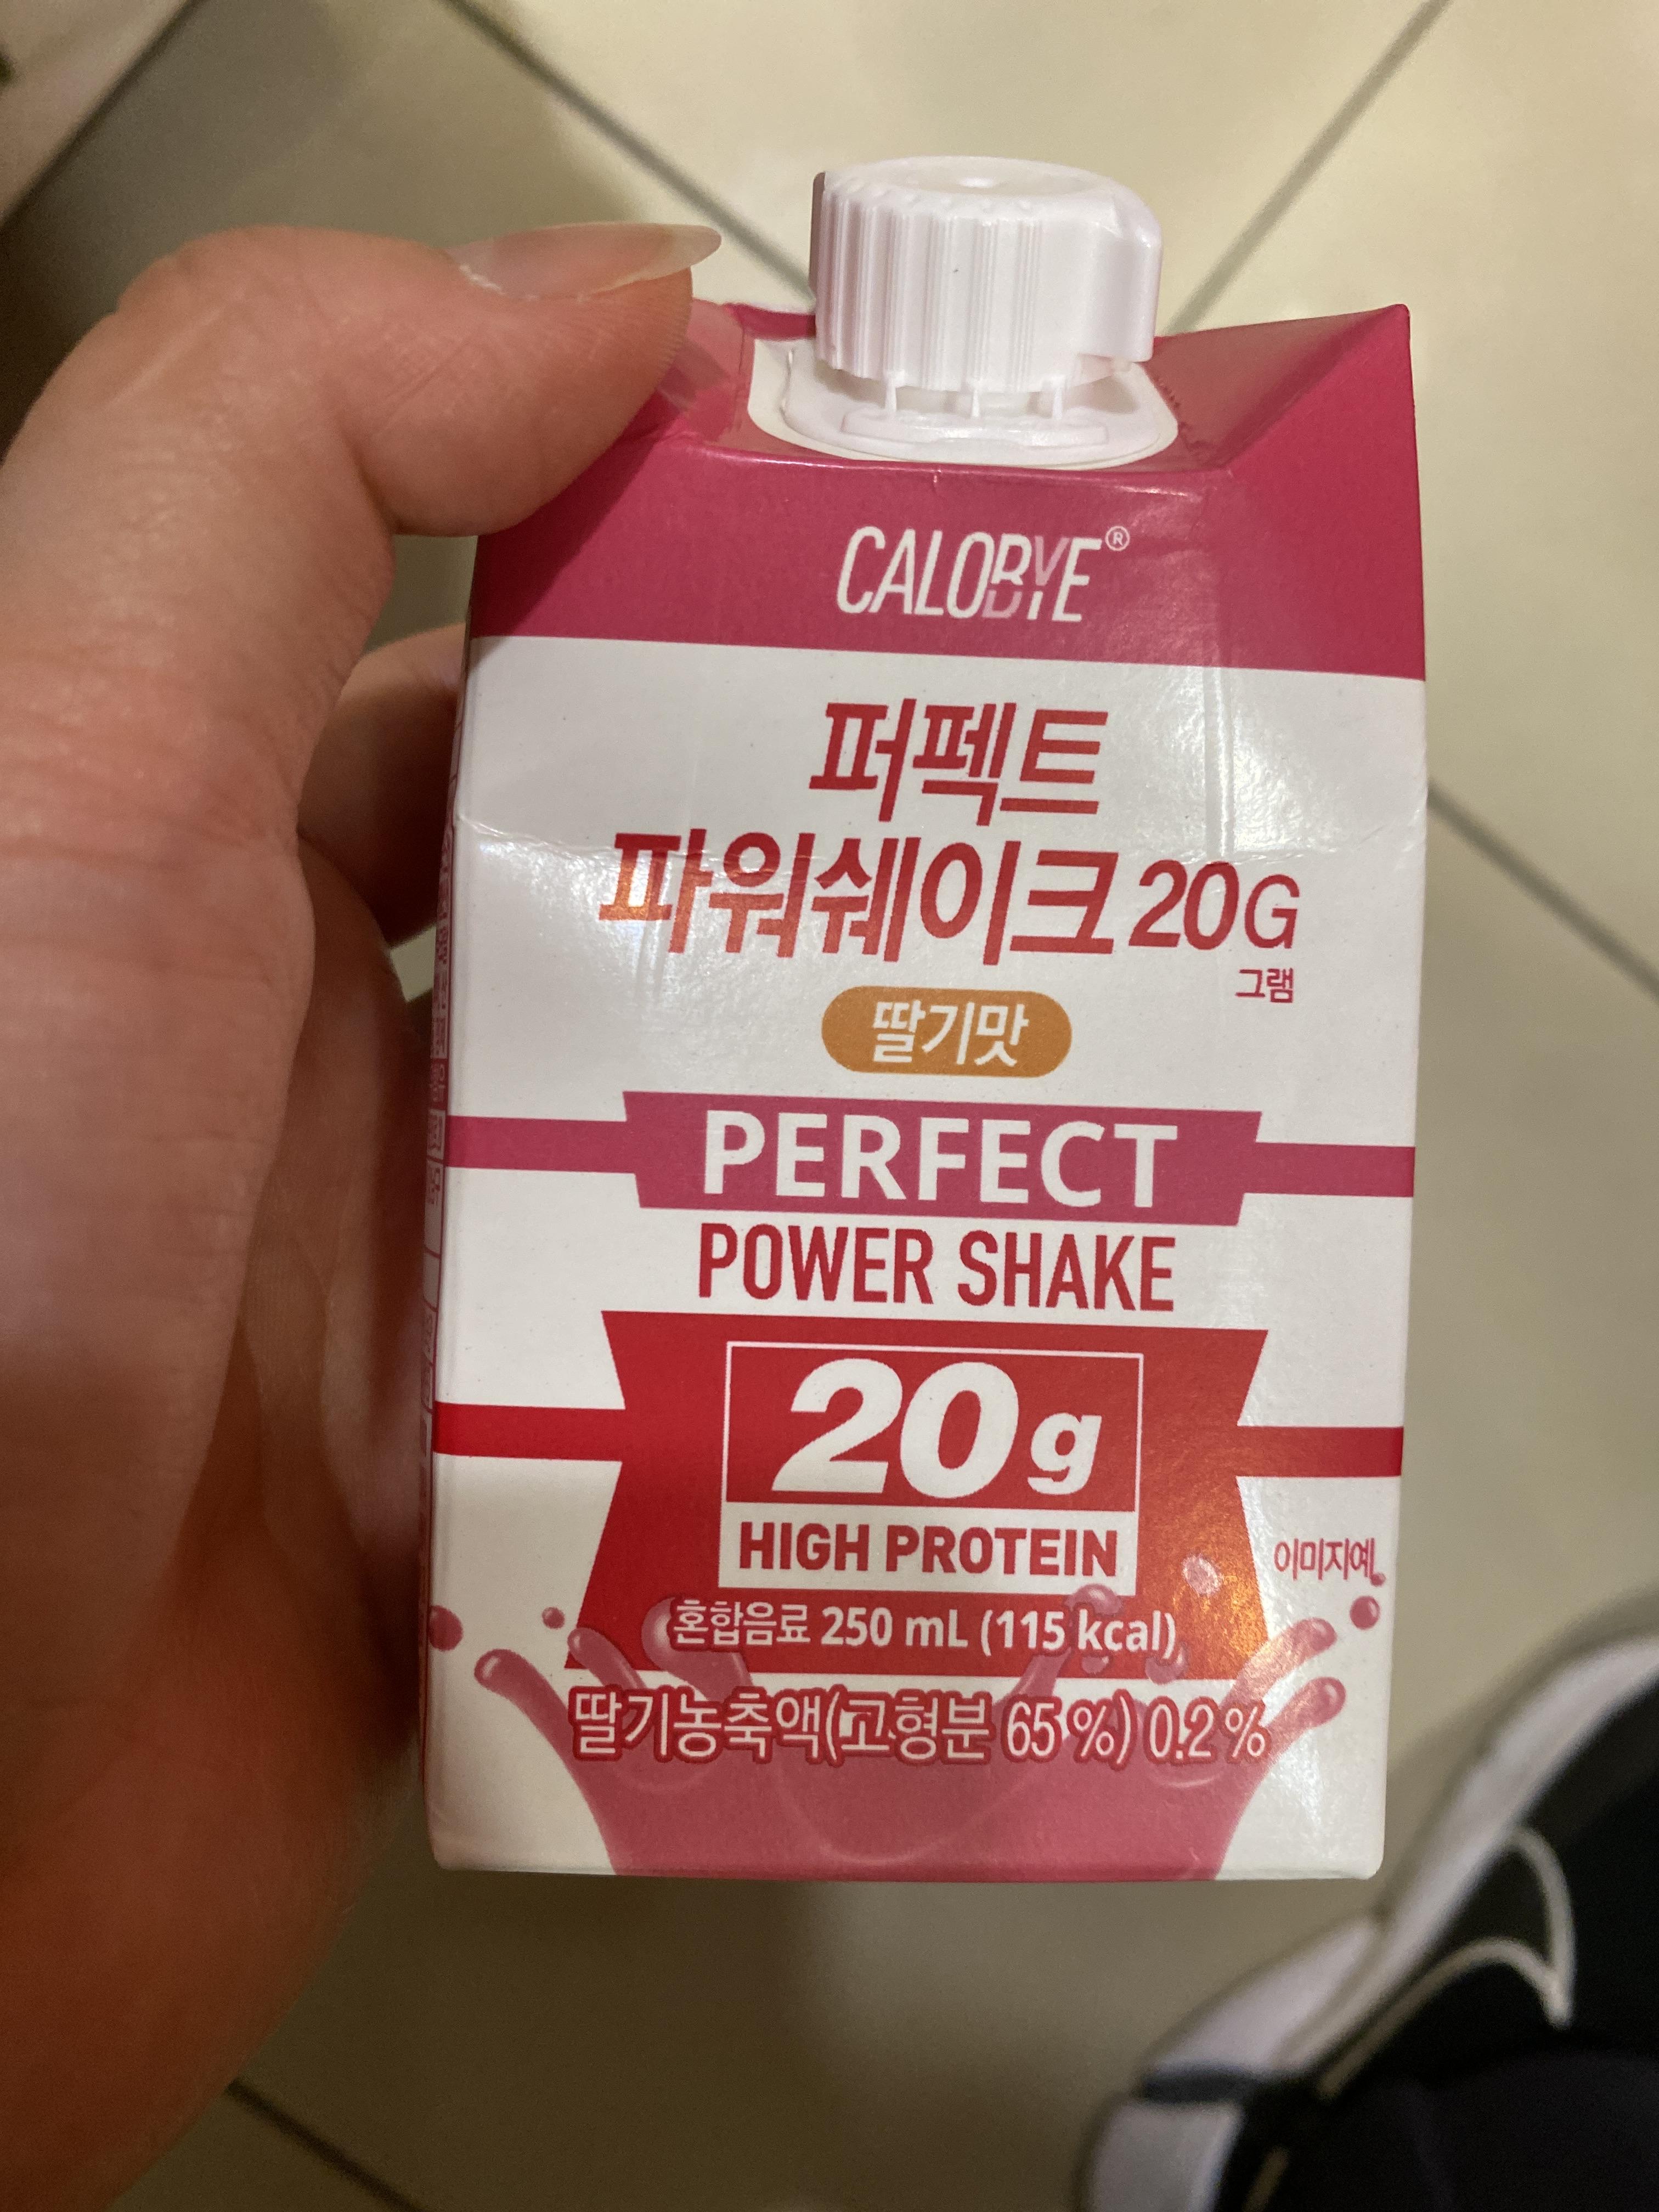 CALOBYE®
퍼펙트
파워쉐이크 20G
그램
딸기맛
PERFECT
POWER SHAKE
20g
HIGH PROTEIN
이미지예
혼합음료 250 mL (115 kcal)
딸기농축액(고형분 65%) 0.2%